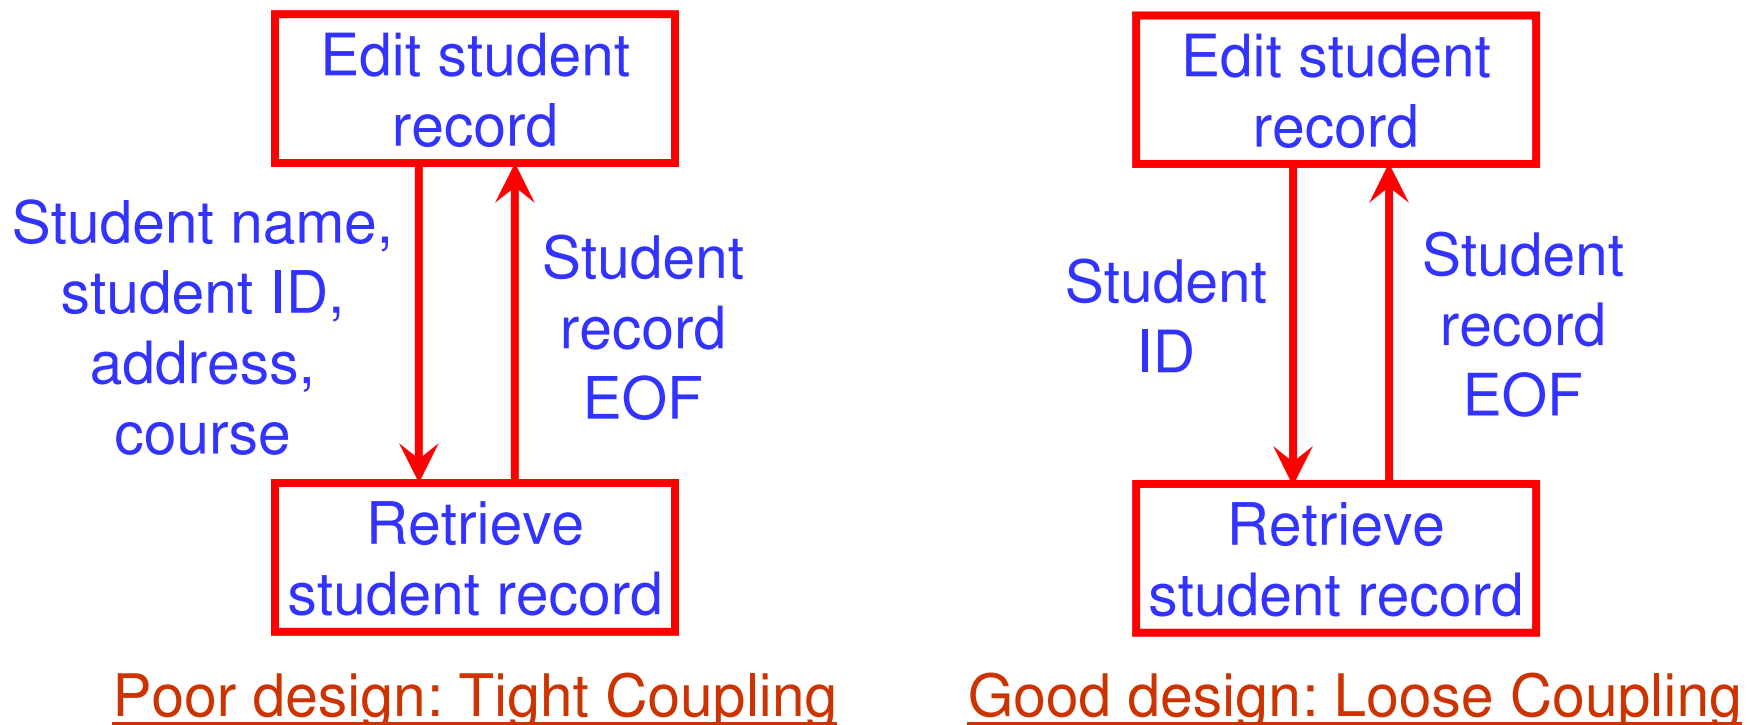 Edit student
record
Student name,
student ID,
address,
course
Student
record
EOF
Retrieve
student record
Poor design: Tight Coupling
Edit student
record
Student
ID
Student
record
EOF
Retrieve
student record
Good design: Loose Coupling